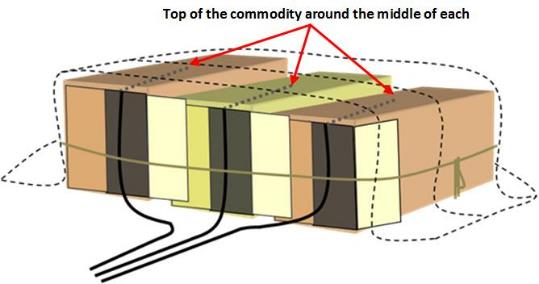 Top of the commodity around the middle of each